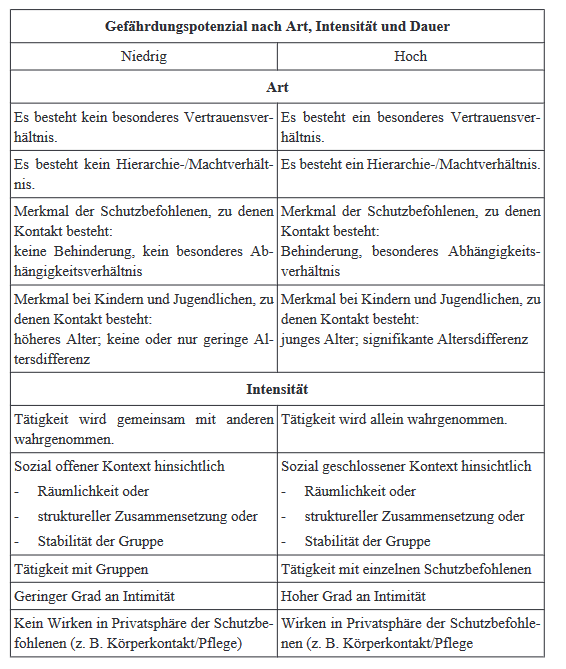 Gefährdungspotenzial nach Art, Intensität und Dauer
Niedrig
Hoch
Art
Es besteht kein besonderes Vertrauensver-
hältnis.
Es besteht ein besonderes Vertrauensver-
hältnis.
Es besteht kein Hierarchie-/Machtverhält-
nis.
Es besteht ein Hierarchie-/Machtverhältnis.
Merkmal der Schutzbefohlenen, zu denen
Kontakt besteht:
keine Behinderung, kein besonderes Ab-
hängigkeitsverhältnis
Merkmal der Schutzbefohlenen, zu denen
Kontakt besteht:
Behinderung, besonderes Abhängigkeits-
verhältnis
Merkmal bei Kindern und Jugendlichen, zu
denen Kontakt besteht:
höheres Alter; keine oder nur geringe Al-
tersdifferenz
Merkmal bei Kindern und Jugendlichen, zu
denen Kontakt besteht:
junges Alter; signifikante Altersdifferenz
Intensität
Tätigkeit wird gemeinsam mit anderen
wahrgenommen.
Tätigkeit wird allein wahrgenommen.
Sozial offener Kontext hinsichtlich
- Räumlichkeit oder
- struktureller Zusammensetzung oder
- Stabilität der Gruppe
Sozial geschlossener Kontext hinsichtlich
- Räumlichkeit oder
- struktureller Zusammensetzung oder
- Stabilität der Gruppe
Tätigkeit mit Gruppen
Tätigkeit mit einzelnen Schutzbefohlenen
Geringer Grad an Intimität
Hoher Grad an Intimität
Kein Wirken in Privatsphäre der Schutzbe-
fohlenen (z. B. Körperkontakt/Pflege)
Wirken in Privatsphäre der Schutzbefohle-
nen (z. B. Körperkontakt/Pflege